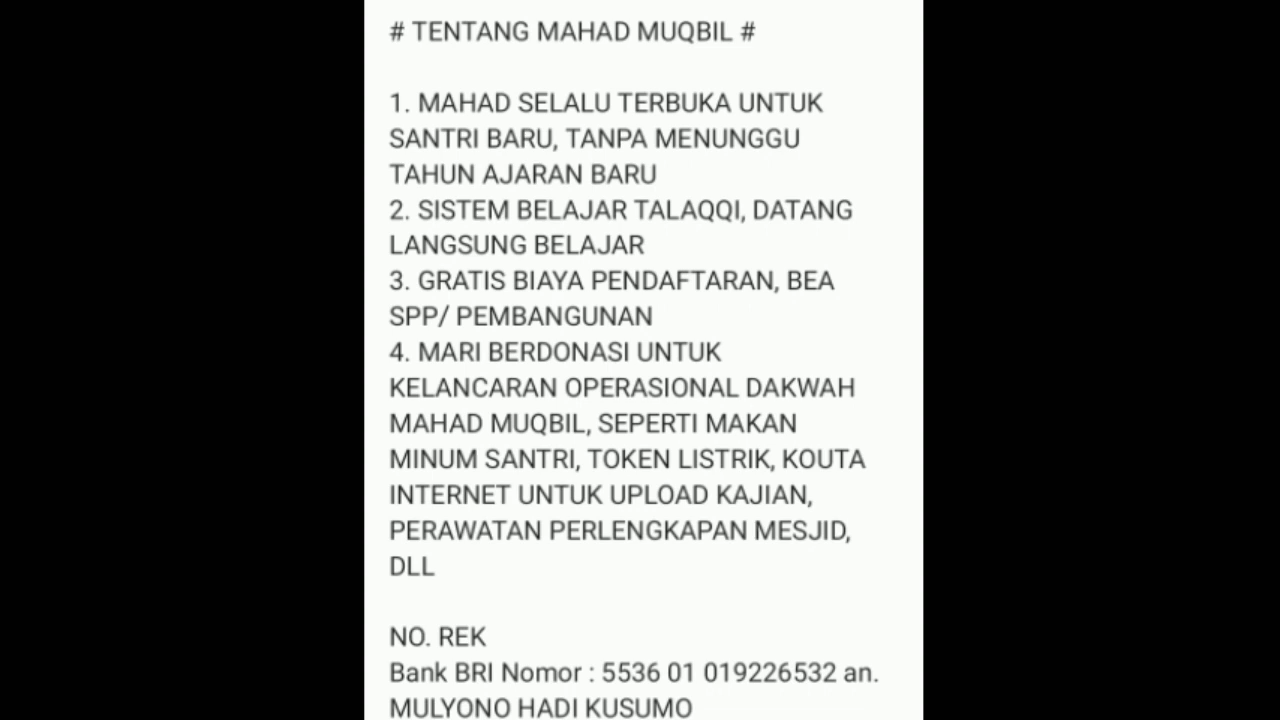 # TENTANG MAHAD MUQBIL #
1. MAHAD SELALU TERBUKA UNTUK
SANTRI BARU, TANPA MENUNGGU
TAHUN AJARAN BARU
2. SISTEM BELAJAR TALAQQI, DATANG
LANGSUNG BELAJAR
3. GRATIS BIAYA PENDAFTARAN, BEA
SPP/ PEMBANGUNAN
4. MARI BERDONASI UNTUK
KELANCARAN OPERASIONAL DAKWAH
MAHAD MUQBIL, SEPERTI MAKAN
MINUM SANTRI, TOKEN LISTRIK, KOUTA
INTERNET UNTUK UPLOAD KAJIAN,
PERAWATAN PERLENGKAPAN MESJID,
DLL
NO. REK
Bank BRI Nomor : 5536 01 019226532 an.
MULYONO HADI KUSUMO